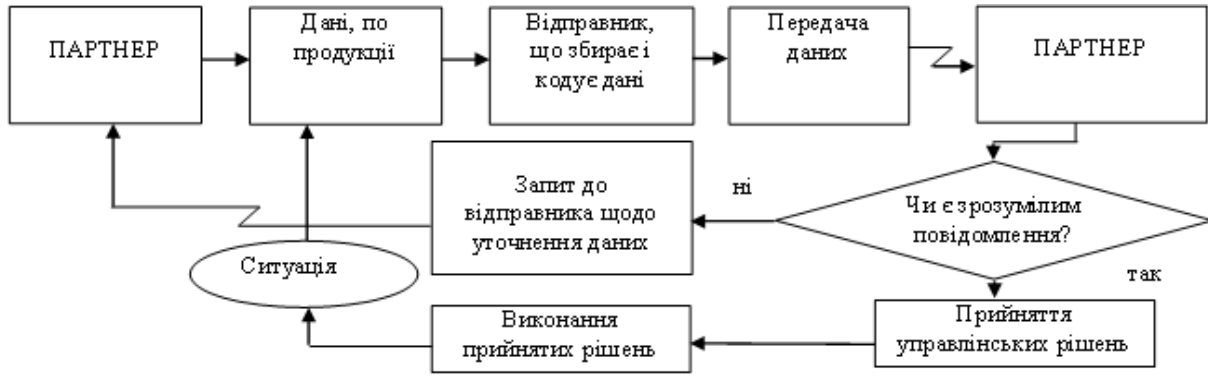 ПАРТНЕР
Дані, по
продукції
Відправник,
що збирає і
кодує дані
Передача
даних
ПАРТНЕР
Запит до
відправника щодо
уточнення даних
ні
Чи є зрозумілим
повідомлення?
так
Ситуація
Виконання
прийнятих рішень
Прийняття
управлінських рішень